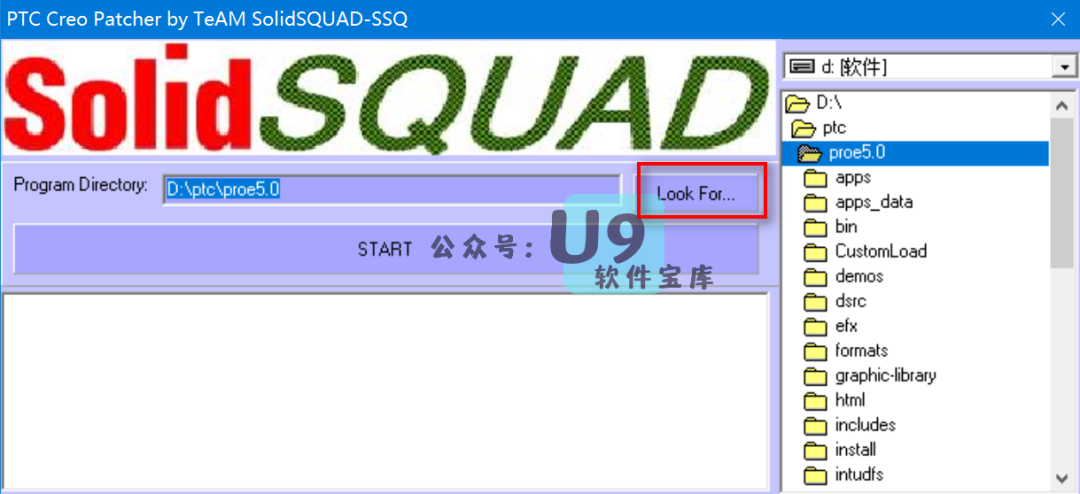 PTC Creo Patcher by TeAM SolidSQUAD-SSQ
SolidSQUAD
Program Directory:
D:\ptc\proe5.0
Look For...
START
公众号:
U9
软件宝库
d: [软件]
D:\
ptc
proe5.0
apps
apps_data
bin
CustomLoad
demos
dsrc
efx
formats
graphic-library
html
includes
install
intudfs